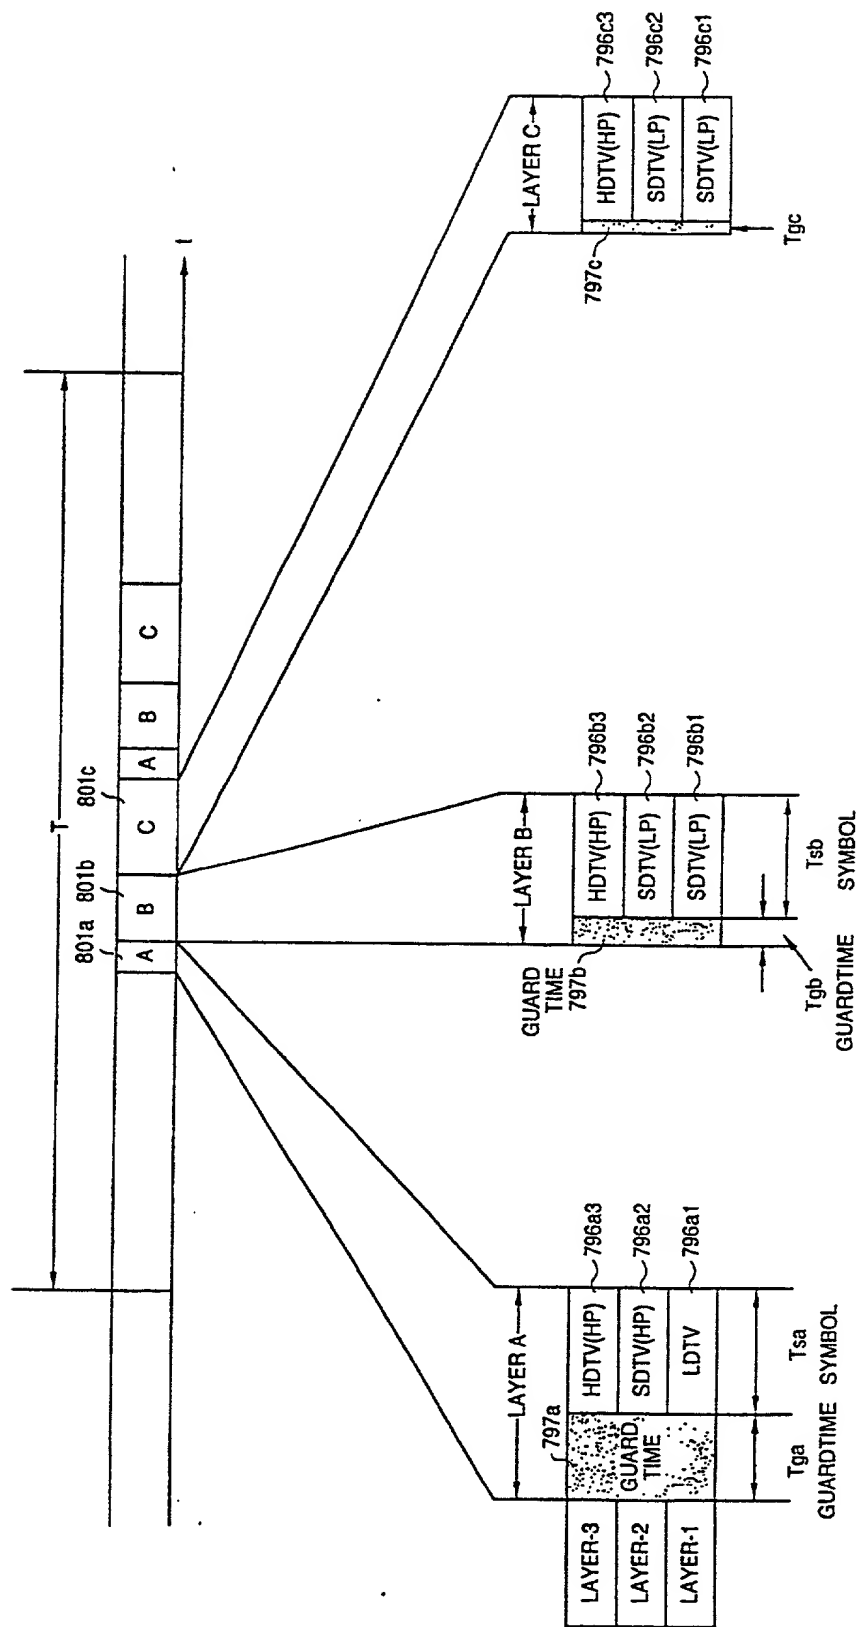 T
801a
801b
801c
A
B
C
A
B
C
t
LAYER A
797a
LAYER-3
LAYER-2
LAYER-1
GUARD
TIME
HDTV(HP)
SDTV(HP)
LDTV
796a3
796a2
796a1
Tga
Tsa
GUARDTIME
SYMBOL
LAYER B
GUARD
TIME
797b
HDTV(HP)
SDTV(LP)
SDTV(LP)
796b3
796b2
796b1
Tgb
Tsb
GUARDTIME
SYMBOL
LAYER C
797c
HDTV(HP)
SDTV(LP)
SDTV(LP)
796c3
796c2
796c1
Tgc